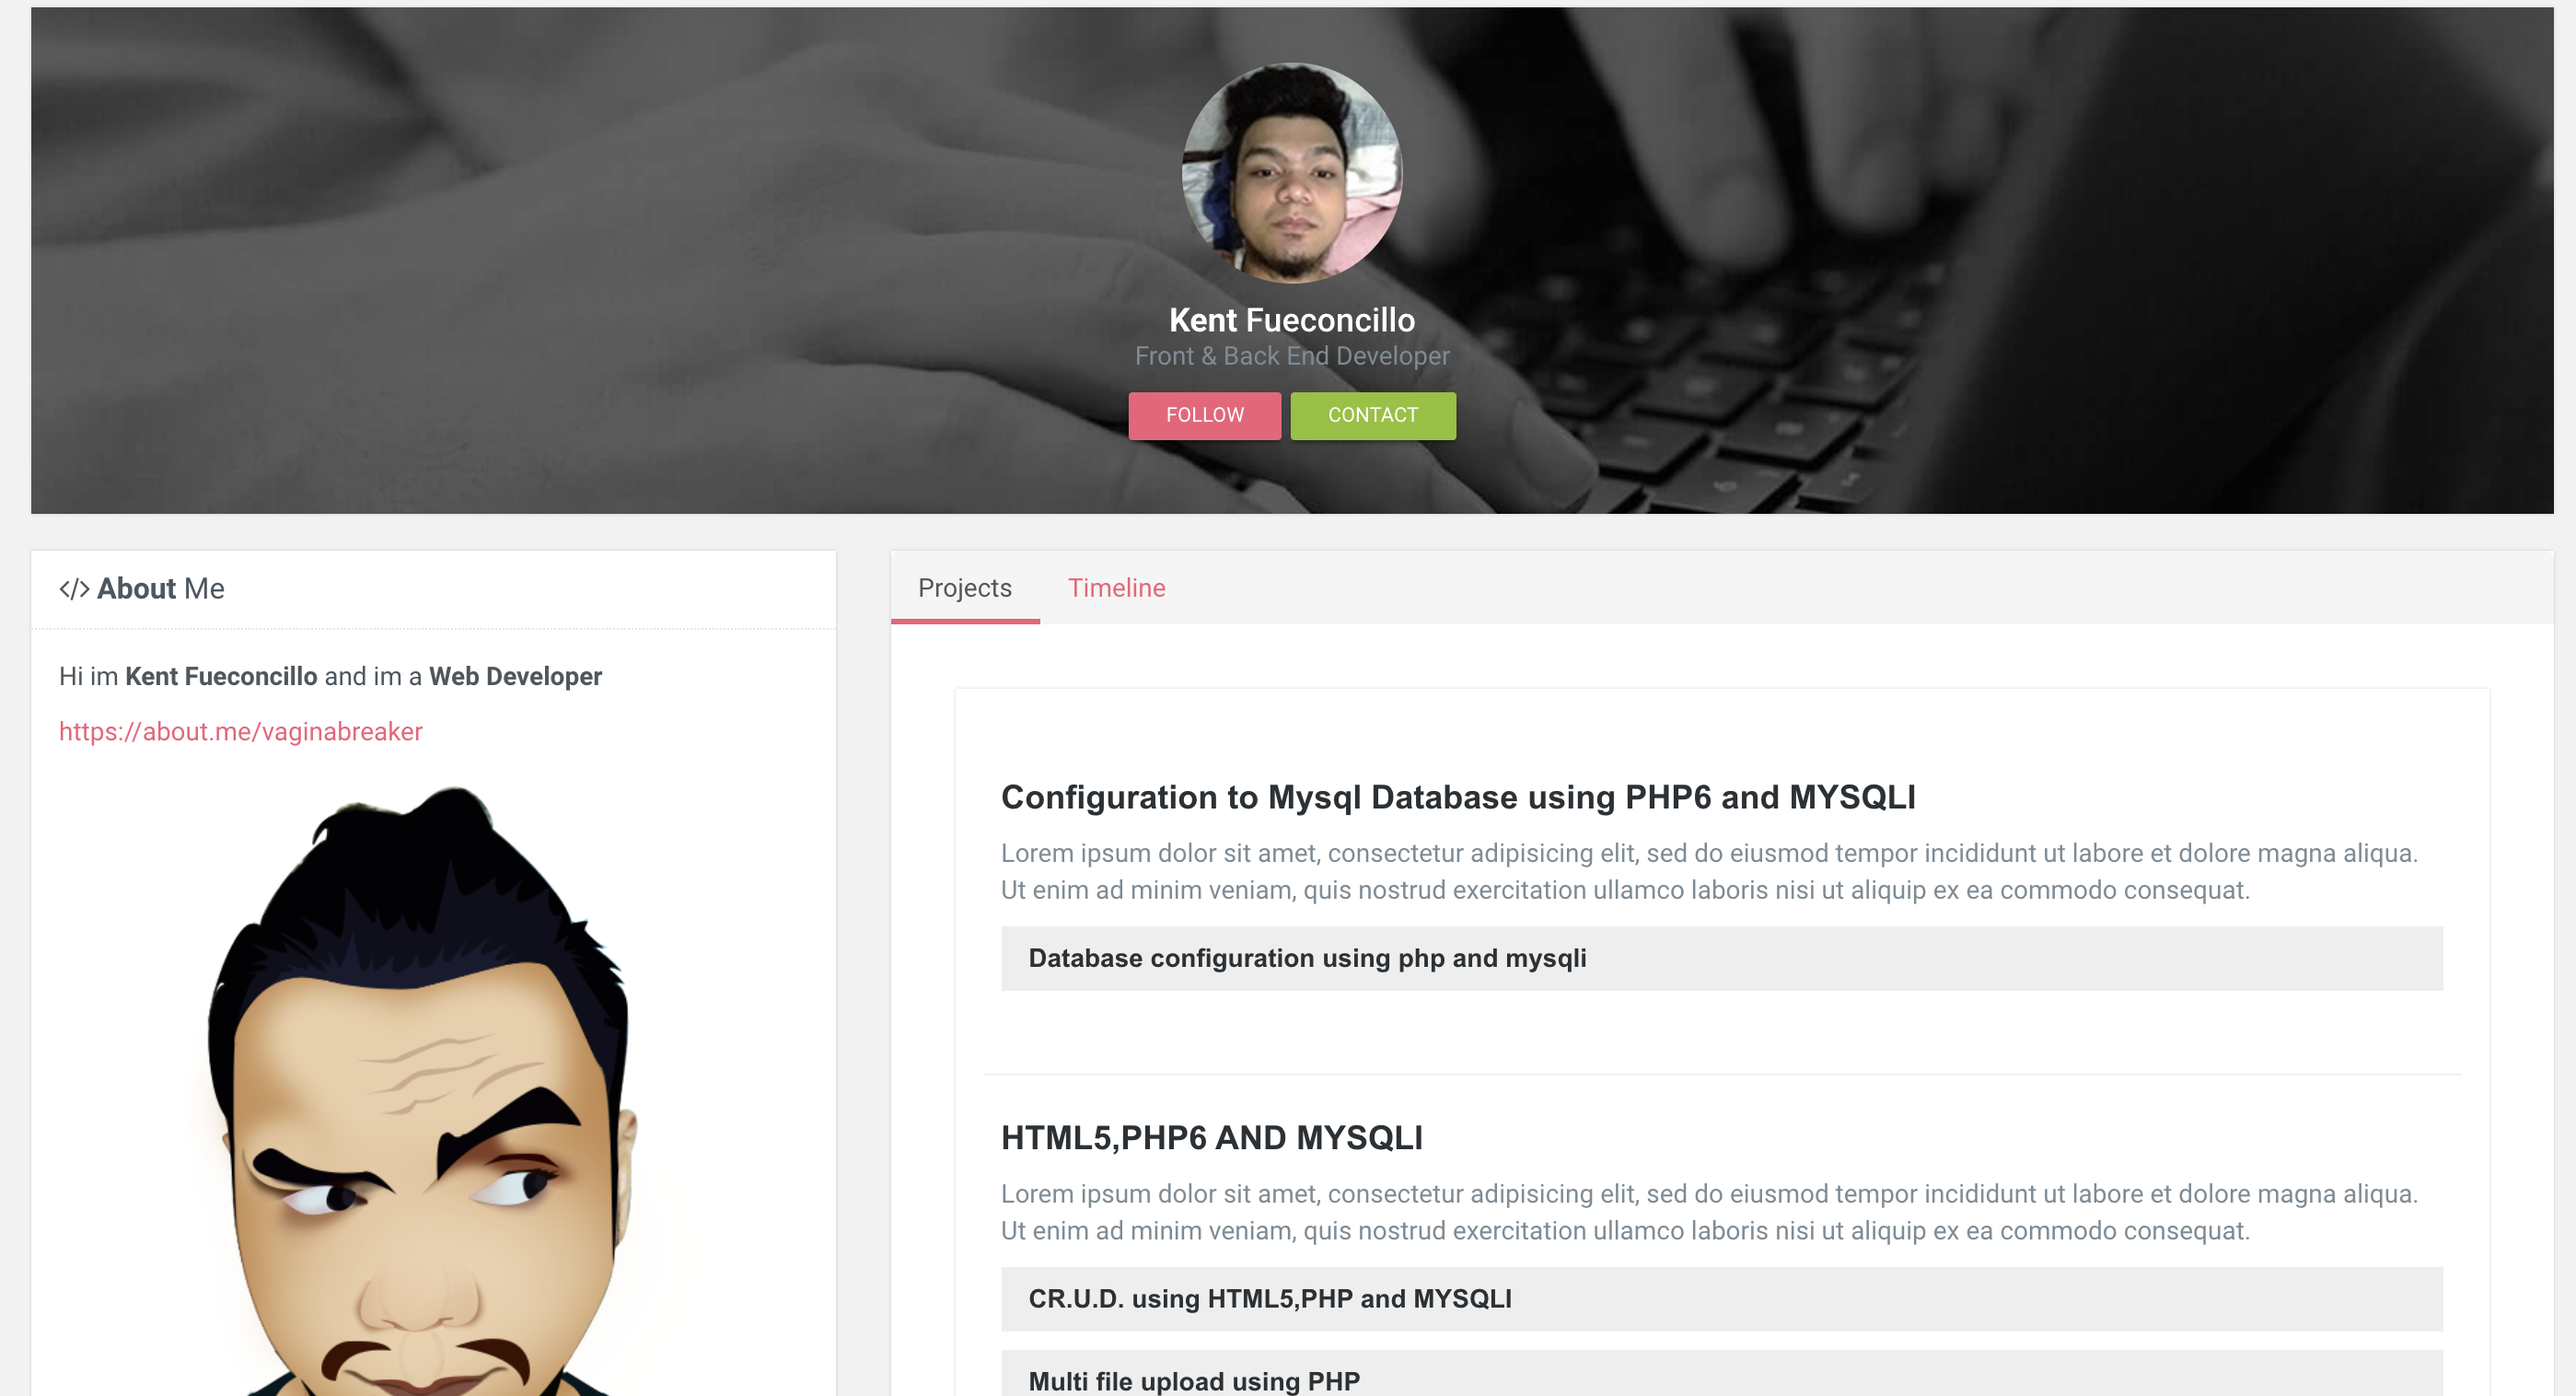 Kent Fueconcillo
Front & Back End Developer
FOLLOW CONTACT
</> About Me
Hi im Kent Fueconcillo and im a Web Developer
https://about.me/vaginabreaker
Projects Timeline
Configuration to Mysql Database using PHP6 and MYSQLI
Lorem ipsum dolor sit amet, consectetur adipisicing elit, sed do eiusmod tempor incididunt ut labore et dolore magna aliqua.
Ut enim ad minim veniam, quis nostrud exercitation ullamco laboris nisi ut aliquip ex ea commodo consequat.
Database configuration using php and mysqli
HTML5,PHP6 AND MYSQLI
Lorem ipsum dolor sit amet, consectetur adipisicing elit, sed do eiusmod tempor incididunt ut labore et dolore magna aliqua.
Ut enim ad minim veniam, quis nostrud exercitation ullamco laboris nisi ut aliquip ex ea commodo consequat.
CR.U.D. using HTML5,PHP and MYSQLI
Multi file upload using PHP